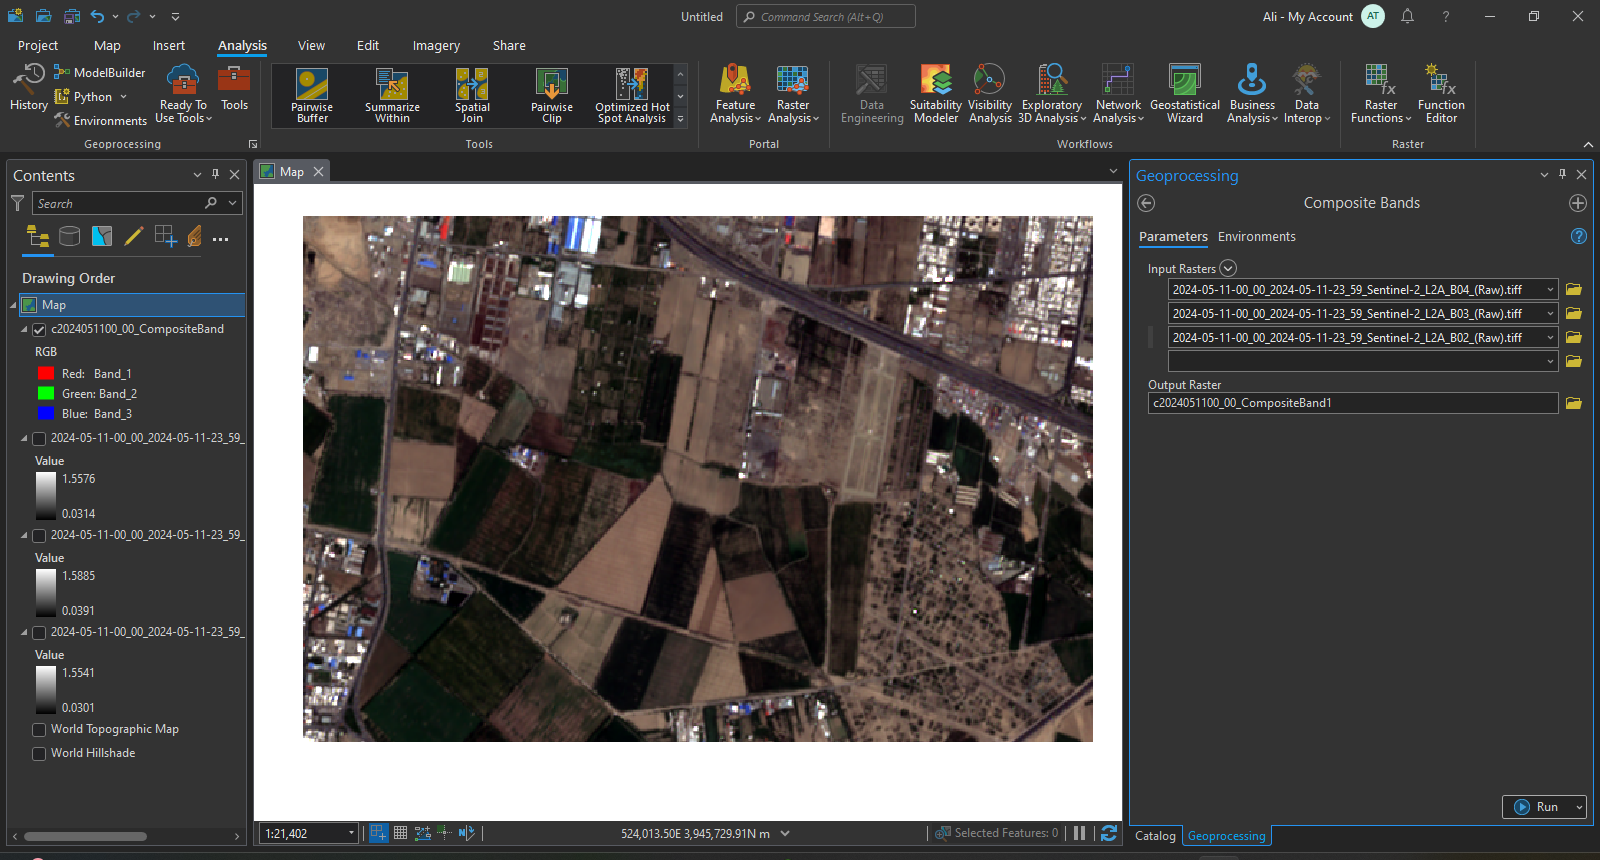 Untitled
Command Search (Alt+Q)
Ali - My Account
AT
?
Project
Map
Insert
Analysis
View
Edit
Imagery
Share
History
ModelBuilder
Python
Environments
Ready To
Use Tools
Tools
Geoprocessing
Pairwise
Buffer
Summarize
Within
Spatial
Join
Pairwise
Clip
Optimized Hot
Spot Analysis
Tools
Feature
Analysis
Raster
Analysis
Portal
Data
Engineering
Suitability
Modeler
Visibility
Analysis
Exploratory
3D Analysis
Network
Analysis
Geostatistical
Wizard
Business
Analysis
Data
Interop
Workflows
Raster
Functions
Function
Editor
Raster
Contents
Search
Drawing Order
Map
c2024051100_00_CompositeBand
RGB
Red: Band_1
Green: Band_2
Blue: Band_3
2024-05-11-00_00_2024-05-11-23_59_
Value
1.5576
0.0314
2024-05-11-00_00_2024-05-11-23_59_
Value
1.5885
0.0391
2024-05-11-00_00_2024-05-11-23_59_
Value
1.5541
0.0301
World Topographic Map
World Hillshade
Map
1:21,402
524,013.50E 3,945,729.91N m
Selected Features: 0
Geoprocessing
Composite Bands
Parameters
Environments
?
Input Rasters
2024-05-11-00_00_2024-05-11-23_59_Sentinel-2_L2A_B04_(Raw).tiff
2024-05-11-00_00_2024-05-11-23_59_Sentinel-2_L2A_B03_(Raw).tiff
2024-05-11-00_00_2024-05-11-23_59_Sentinel-2_L2A_B02_(Raw).tiff
Output Raster
c2024051100_00_CompositeBand1
Run
Catalog
Geoprocessing